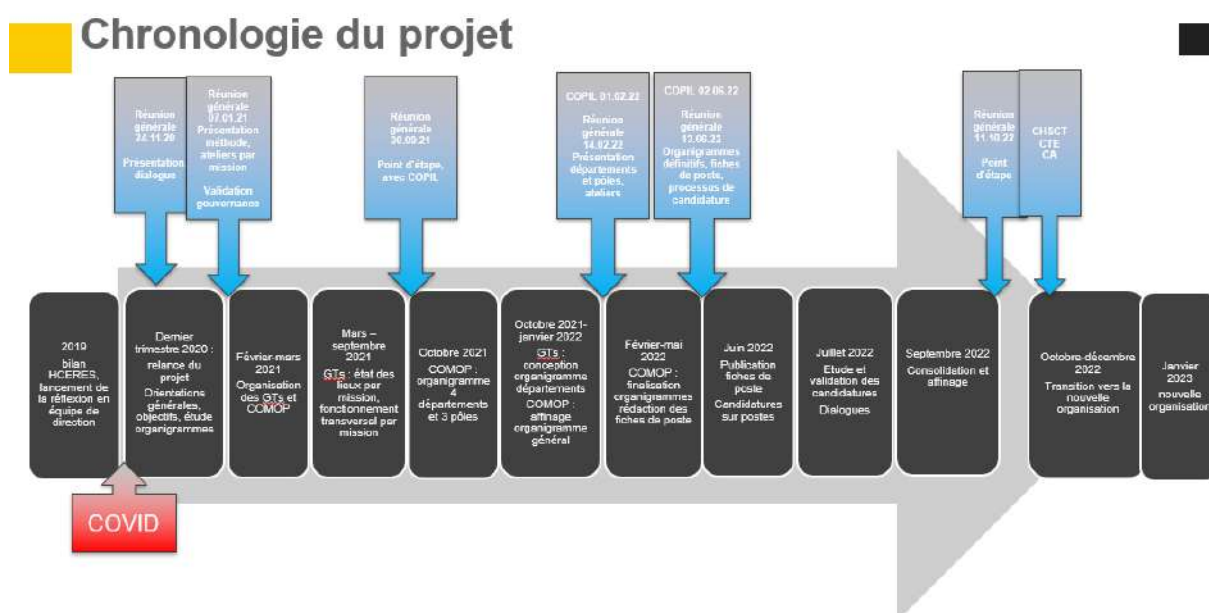 Chronologie du projet
Réunion
générale
24.11.20
Présentation
dialogue
Réunion
générale
07.01.21
Présentation
méthode,
ateliers par
mission
Validation
gouvernance
Réunion
générale
30.09.21
Point d'étape,
avec COPIL
COPIL 01.02.22
Réunion
générale
14.02.22
Présentation
départements
et pôles,
ateliers
COPIL 02.06.22
Réunion
générale
Organigrammes
définitifs, fiches
de poste,
processus de
candidature
Réunion
générale
11.10.22
Point
d'étape
CHSCT
CTE
CA
2019
bilan
HCERES,
lancement de
la réflexion en
équipe de
direction
Dernier
trimestre 2020 :
relance du
projet
Orientations
générales,
objectifs, étude
organigrammes
Février-mars
2021
Organisation
des GTs et
COMOP
Mars –
septembre
2021
GTs : état des
lieux par
mission,
fonctionnement
transversal par
mission
Octobre 2021
COMOP :
organigramme
4
départements
et 3 pôles
Octobre 2021-
janvier 2022
GTs :
conception
organigramme
départements
COMOP :
affinage
organigramme
général
Février-mai
2022
COMOP :
finalisation
organigrammes
rédaction des
fiches de poste
Juin 2022
Publication
fiches de
poste
Candidatures
sur postes
Juillet 2022
Etude et
validation des
candidatures
Dialogues
Septembre 2022
Consolidation et
affinage
Octobre-décembre
2022
Transition vers la
nouvelle
organisation
Janvier
2023
nouvelle
organisation
COVID